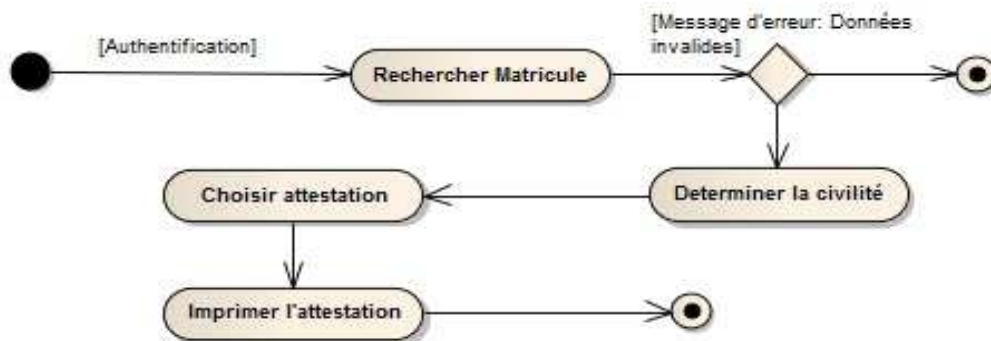 [Authentification]
[Message d'erreur: Données
invalides]
Rechercher Matricule
Choisir attestation
Determiner la civilité
Imprimer l'attestation